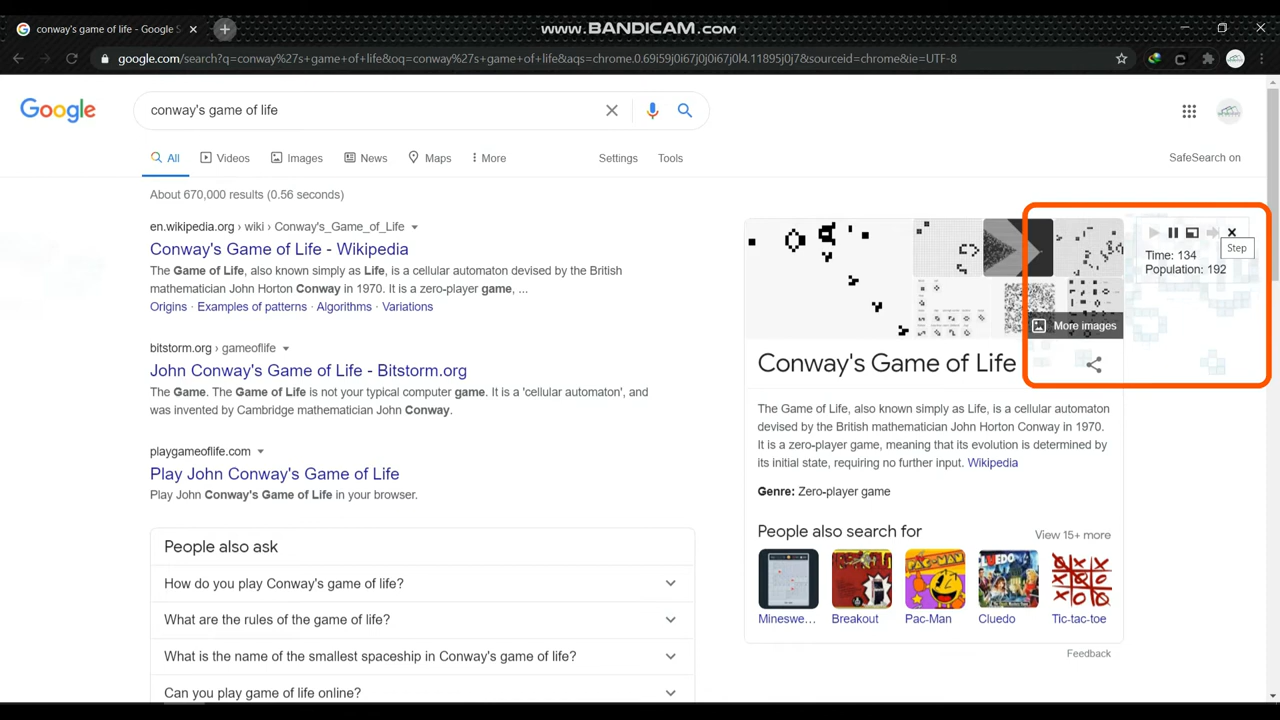 conway's game of life - Google S
www.BANDICAM.com
google.com/search?q=conway%27s+game+of+life&oq=conway%27s+game+of+life&aqs=chrome.0.69i59j0i67j0j0i67j0l4.11895j0j7&sourceid=chrome&ie=UTF-8
Google
conway's game of life
All
Videos
Images
News
Maps
More
Settings
Tools
SafeSearch on
About 670,000 results (0.56 seconds)
en.wikipedia.org › wiki › Conway's_Game_of_Life
Conway's Game of Life - Wikipedia
The Game of Life, also known simply as Life, is a cellular automaton devised by the British
mathematician John Horton Conway in 1970. It is a zero-player game, ...
Origins · Examples of patterns · Algorithms · Variations
bitstorm.org › gameoflife
John Conway's Game of Life - Bitstorm.org
The Game. The Game of Life is not your typical computer game. It is a 'cellular automaton', and
was invented by Cambridge mathematician John Conway.
playgameoflife.com
Play John Conway's Game of Life
Play John Conway's Game of Life in your browser.
People also ask
How do you play Conway's game of life?
What are the rules of the game of life?
What is the name of the smallest spaceship in Conway's game of life?
Can you play game of life online?
Step
Time: 134
Population: 192
More images
Conway's Game of Life
The Game of Life, also known simply as Life, is a cellular automaton
devised by the British mathematician John Horton Conway in 1970.
It is a zero-player game, meaning that its evolution is determined by
its initial state, requiring no further input. Wikipedia
Genre: Zero-player game
People also search for
View 15+ more
PAC-MAN
CLUEDO
Mineswe...
Breakout
Pac-Man
Cluedo
Tic-tac-toe
Feedback